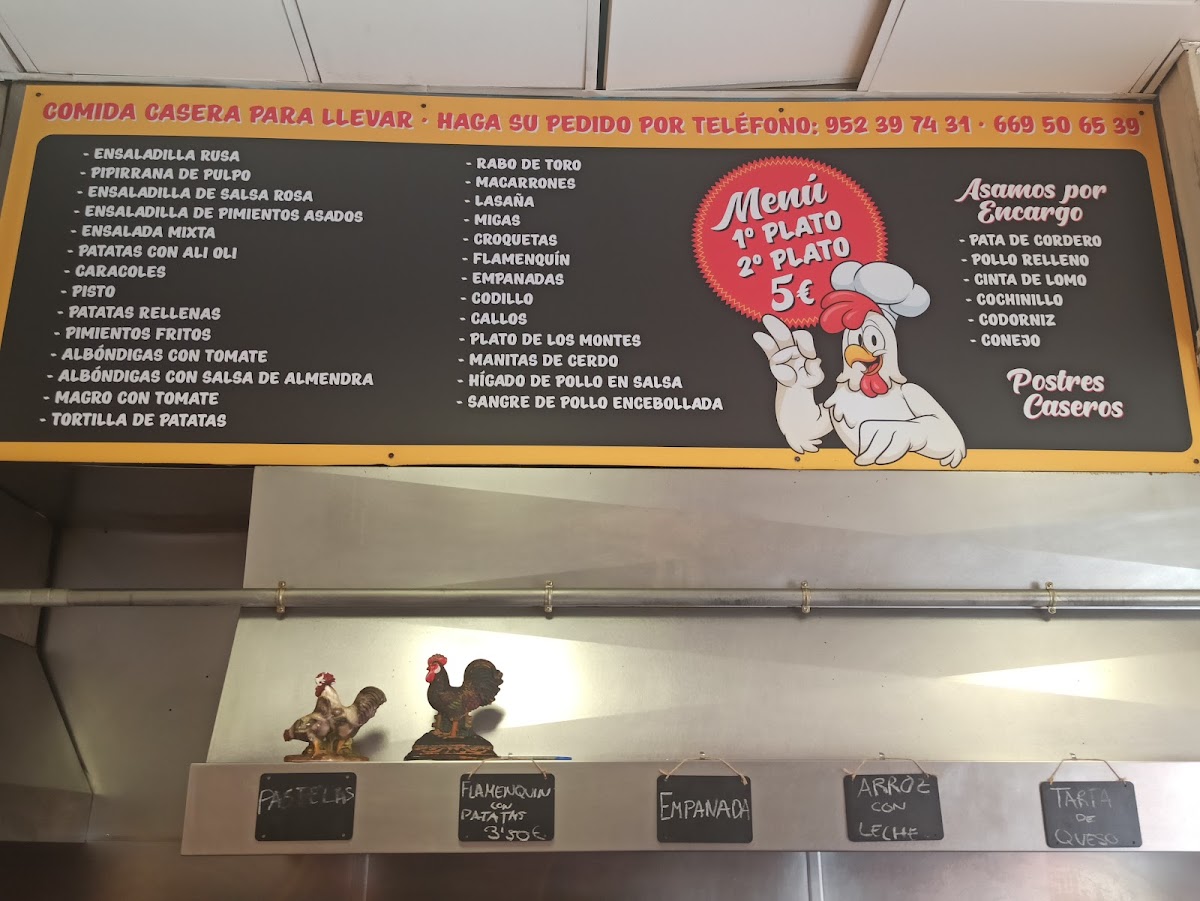 COMIDA CASERA PARA LLEVAR · HAGA SU PEDIDO POR TELÉFONO: 952 39 74 31 · 669 50 65 39
- ENSALADILLA RUSA
- PIPIRRANA DE PULPO
- ENSALADILLA DE SALSA ROSA
- ENSALADILLA DE PIMIENTOS ASADOS
- ENSALADA MIXTA
- PATATAS CON ALI OLI
- CARACOLES
- PISTO
- PATATAS RELLENAS
- PIMIENTOS FRITOS
- ALBÓNDIGAS CON TOMATE
- ALBÓNDIGAS CON SALSA DE ALMENDRA
- MAGRO CON TOMATE
- TORTILLA DE PATATAS
- RABO DE TORO
- MACARRONES
- LASAÑA
- MIGAS
- CROQUETAS
- FLAMENQUÍN
- EMPANADAS
- CODILLO
- CALLOS
- PLATO DE LOS MONTES
- MANITAS DE CERDO
- HÍGADO DE POLLO EN SALSA
- SANGRE DE POLLO ENCEBOLLADA
Menú
1º PLATO
2º PLATO
5€
Asamos por
Encargo
- PATA DE CORDERO
- POLLO RELLENO
- CINTA DE LOMO
- COCHINILLO
- CODORNIZ
- CONEJO
Postres
Caseros
PASTELAS
FLAMENQUIN
CON
PATATAS
3'50€
EMPANADA
ARROZ
CON
LECHE
TARTA
DE
QUESO